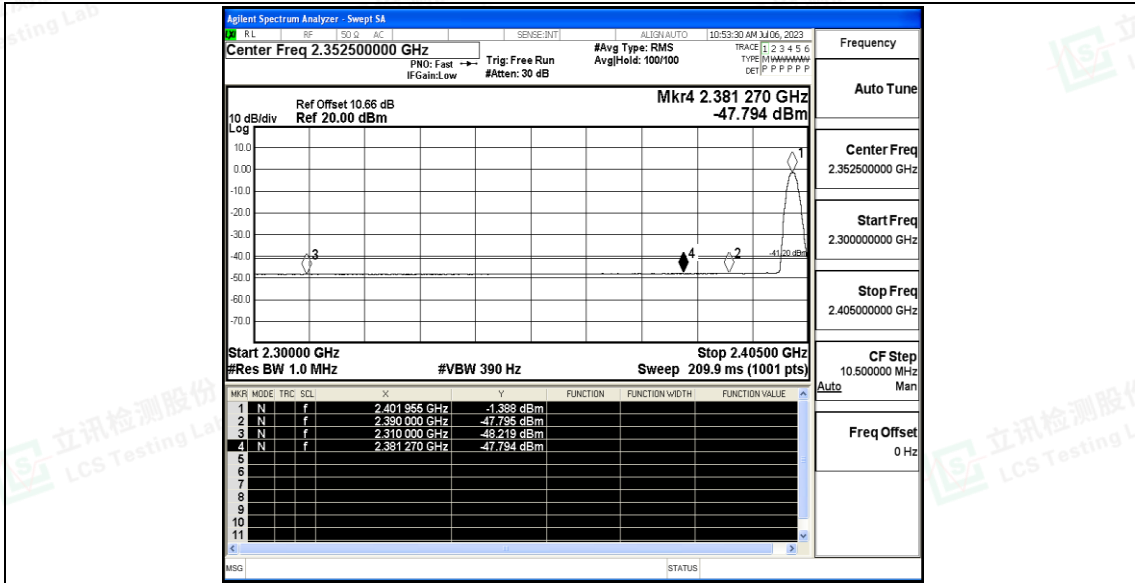 Agilent Spectrum Analyzer - Swept SA
LXI RL RF 50 Ω AC SENSE:INT ALIGN AUTO 10:53:30 AM Jul 06, 2023
Center Freq 2.352500000 GHz
PNO: Fast
IFGain:Low
Trig: Free Run
#Atten: 30 dB
#Avg Type: RMS
Avg|Hold: 100/100
TRACE 1 2 3 4 5 6
TYPE M W W W W W
DET P P P P P P
Ref Offset 10.66 dB
10 dB/div Ref 20.00 dBm
Log
Mkr4 2.381 270 GHz
-47.794 dBm
10.0
0.00
-10.0
-20.0
-30.0
-40.0
-50.0
-60.0
-70.0
1
2
3
4
-41.20 dBm
Start 2.30000 GHz Stop 2.40500 GHz
#Res BW 1.0 MHz #VBW 390 Hz Sweep 209.9 ms (1001 pts)
MKR MODE TRC SCL X Y FUNCTION FUNCTION WIDTH FUNCTION VALUE
1 N f 2.401 955 GHz -1.388 dBm
2 N f 2.390 000 GHz -47.795 dBm
3 N f 2.310 000 GHz -48.219 dBm
4 N f 2.381 270 GHz -47.794 dBm
5
6
7
8
9
10
11
MSG STATUS
Frequency
Auto Tune
Center Freq
2.352500000 GHz
Start Freq
2.300000000 GHz
Stop Freq
2.405000000 GHz
CF Step
10.500000 MHz
Auto Man
Freq Offset
0 Hz
sting Lab
立讯检测股份
LCS Testing Lab
立讯检测股份
LCS Testing L